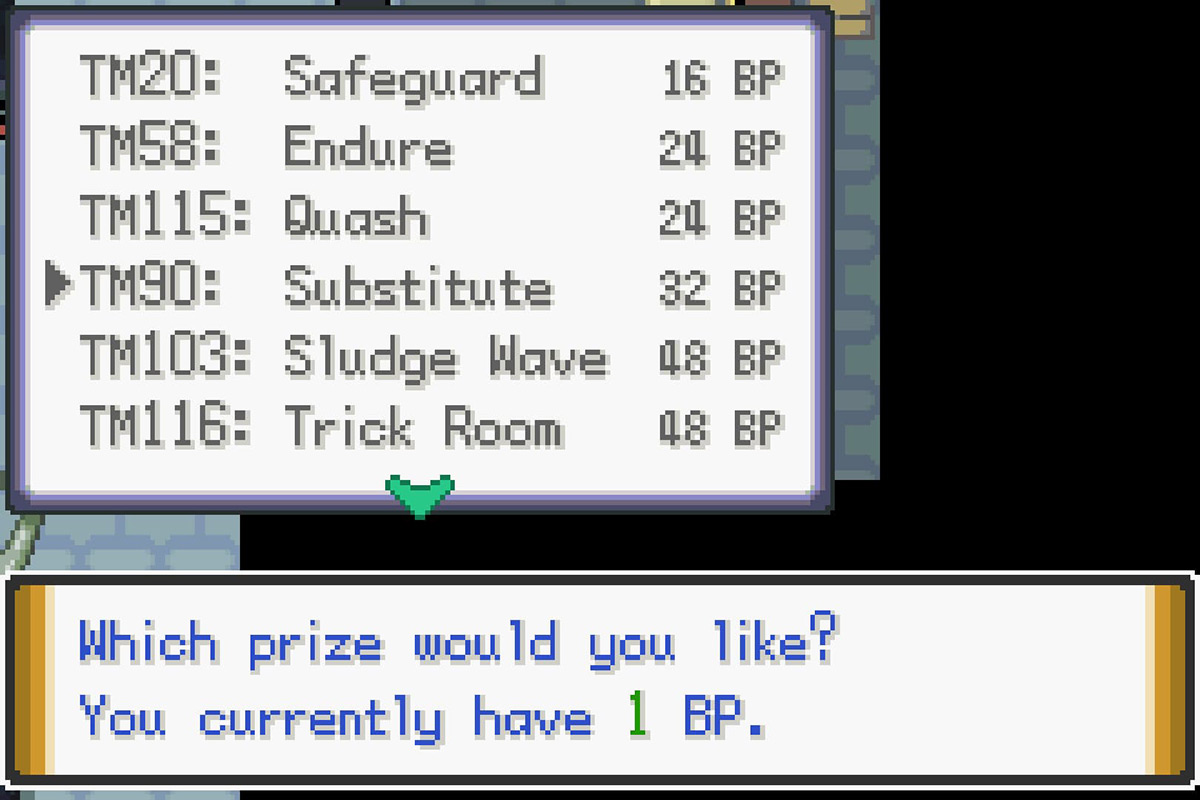 TM20: Safeguard 16 BP
TM58: Endure 24 BP
TM115: Quash 24 BP
TM90: Substitute 32 BP
TM103: Sludge Wave 48 BP
TM116: Trick Room 48 BP
Which prize would you like?
You currently have 1 BP.